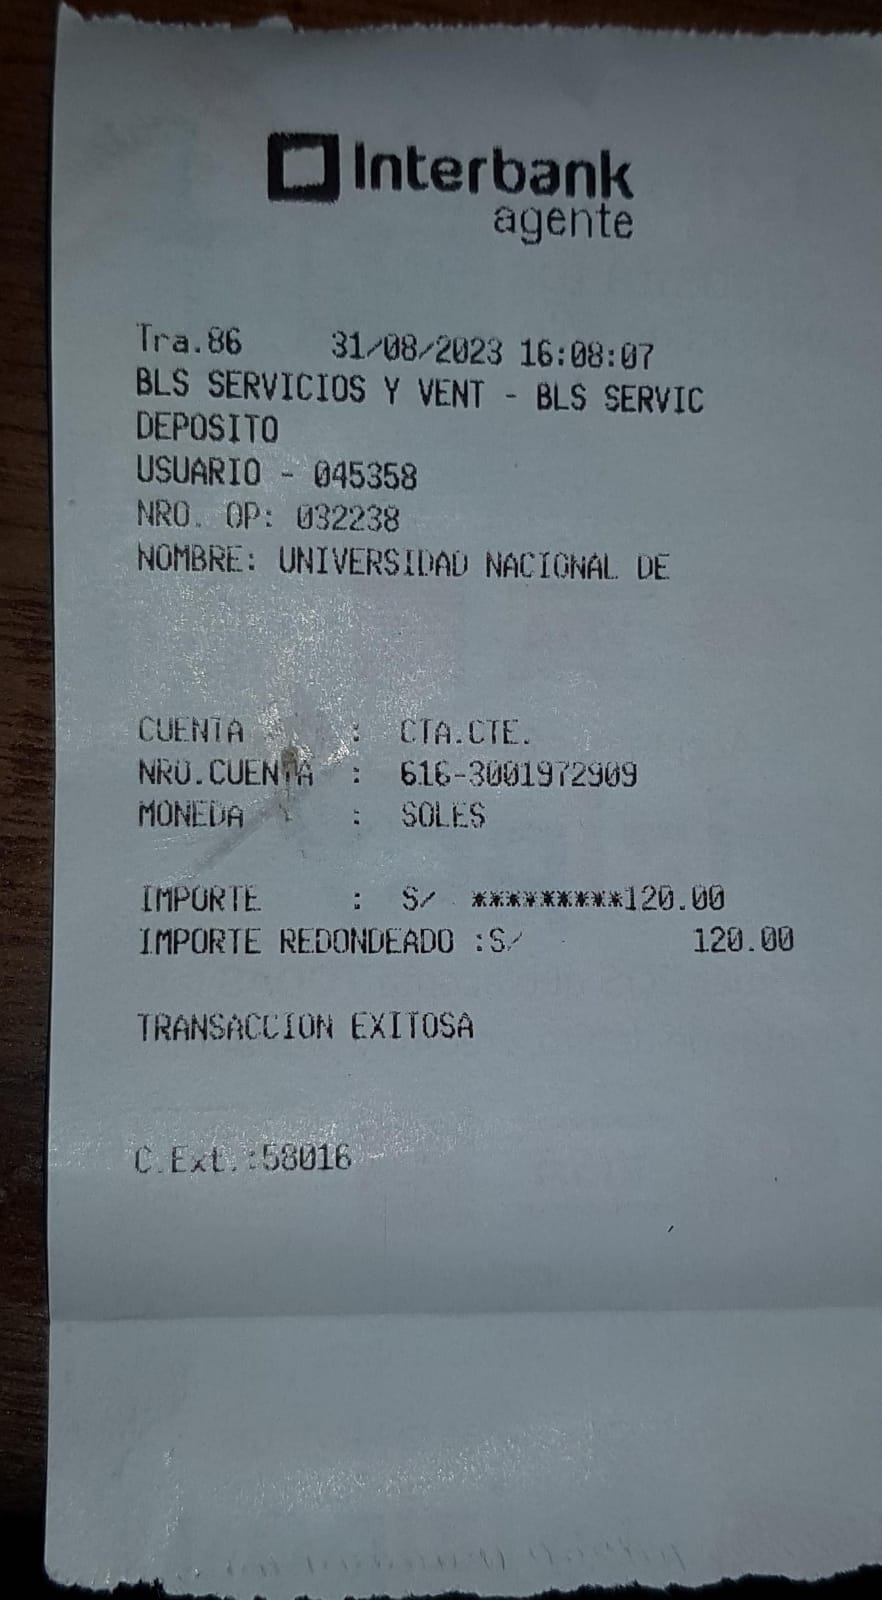 Interbank
agente
Tra.86 31/08/2023 16:08:07
BLS SERVICIOS Y VENT - BLS SERVIC
DEPOSITO
USUARIO - 045358
NRO. OP: 032238
NOMBRE: UNIVERSIDAD NACIONAL DE
CUENTA : CTA.CTE.
NRO.CUENTA : 616-3001972909
MONEDA : SOLES
IMPORTE : S/ *********120.00
IMPORTE REDONDEADO :S/ 120.00
TRANSACCION EXITOSA
C.Ext.:58016